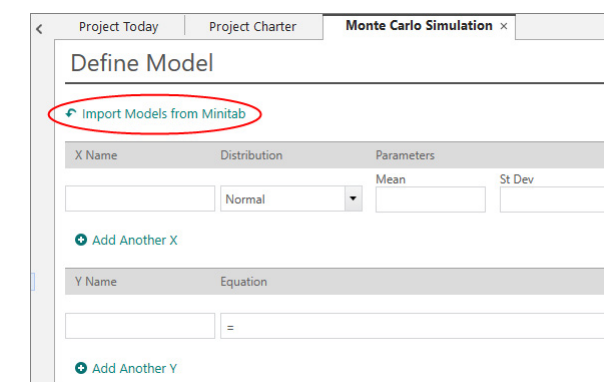 Project Today Project Charter Monte Carlo Simulation ×
Define Model
Import Models from Minitab
X Name Distribution Parameters
Mean St Dev
Normal
Add Another X
Y Name Equation
=
Add Another Y